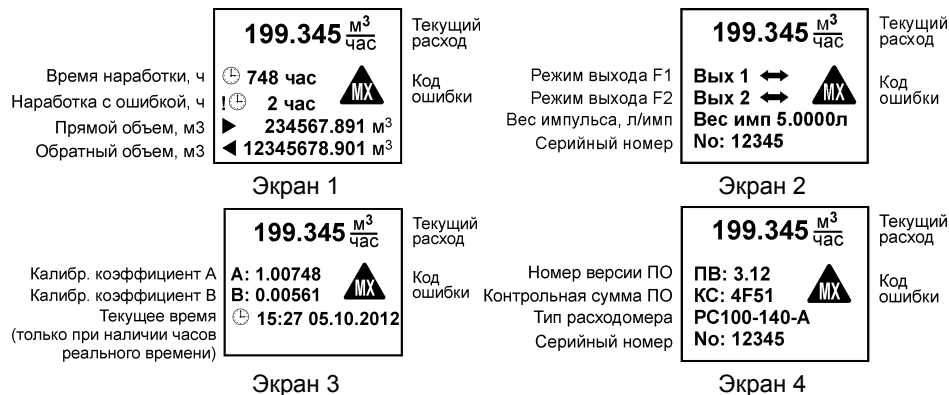 199.345 м3/час
Текущий
расход
Время наработки, ч
748 час
Код
ошибки
МХ
Наработка с ошибкой, ч
! 2 час
Прямой объем, м3
234567.891 м3
Обратный объем, м3
12345678.901 м3
Экран 1
199.345 м3/час
Текущий
расход
Режим выхода F1
Вых 1
Код
ошибки
МХ
Режим выхода F2
Вых 2
Вес импульса, л/имп
Вес имп 5.0000л
Серийный номер
No: 12345
Экран 2
199.345 м3/час
Текущий
расход
Калибр. коэффициент А
А: 1.00748
Код
ошибки
МХ
Калибр. коэффициент В
В: 0.00561
Текущее время
(только при наличии часов
реального времени)
15:27 05.10.2012
Экран 3
199.345 м3/час
Текущий
расход
Номер версии ПО
ПВ: 3.12
Код
ошибки
МХ
Контрольная сумма ПО
КС: 4F51
Тип расходомера
РС100-140-А
Серийный номер
No: 12345
Экран 4